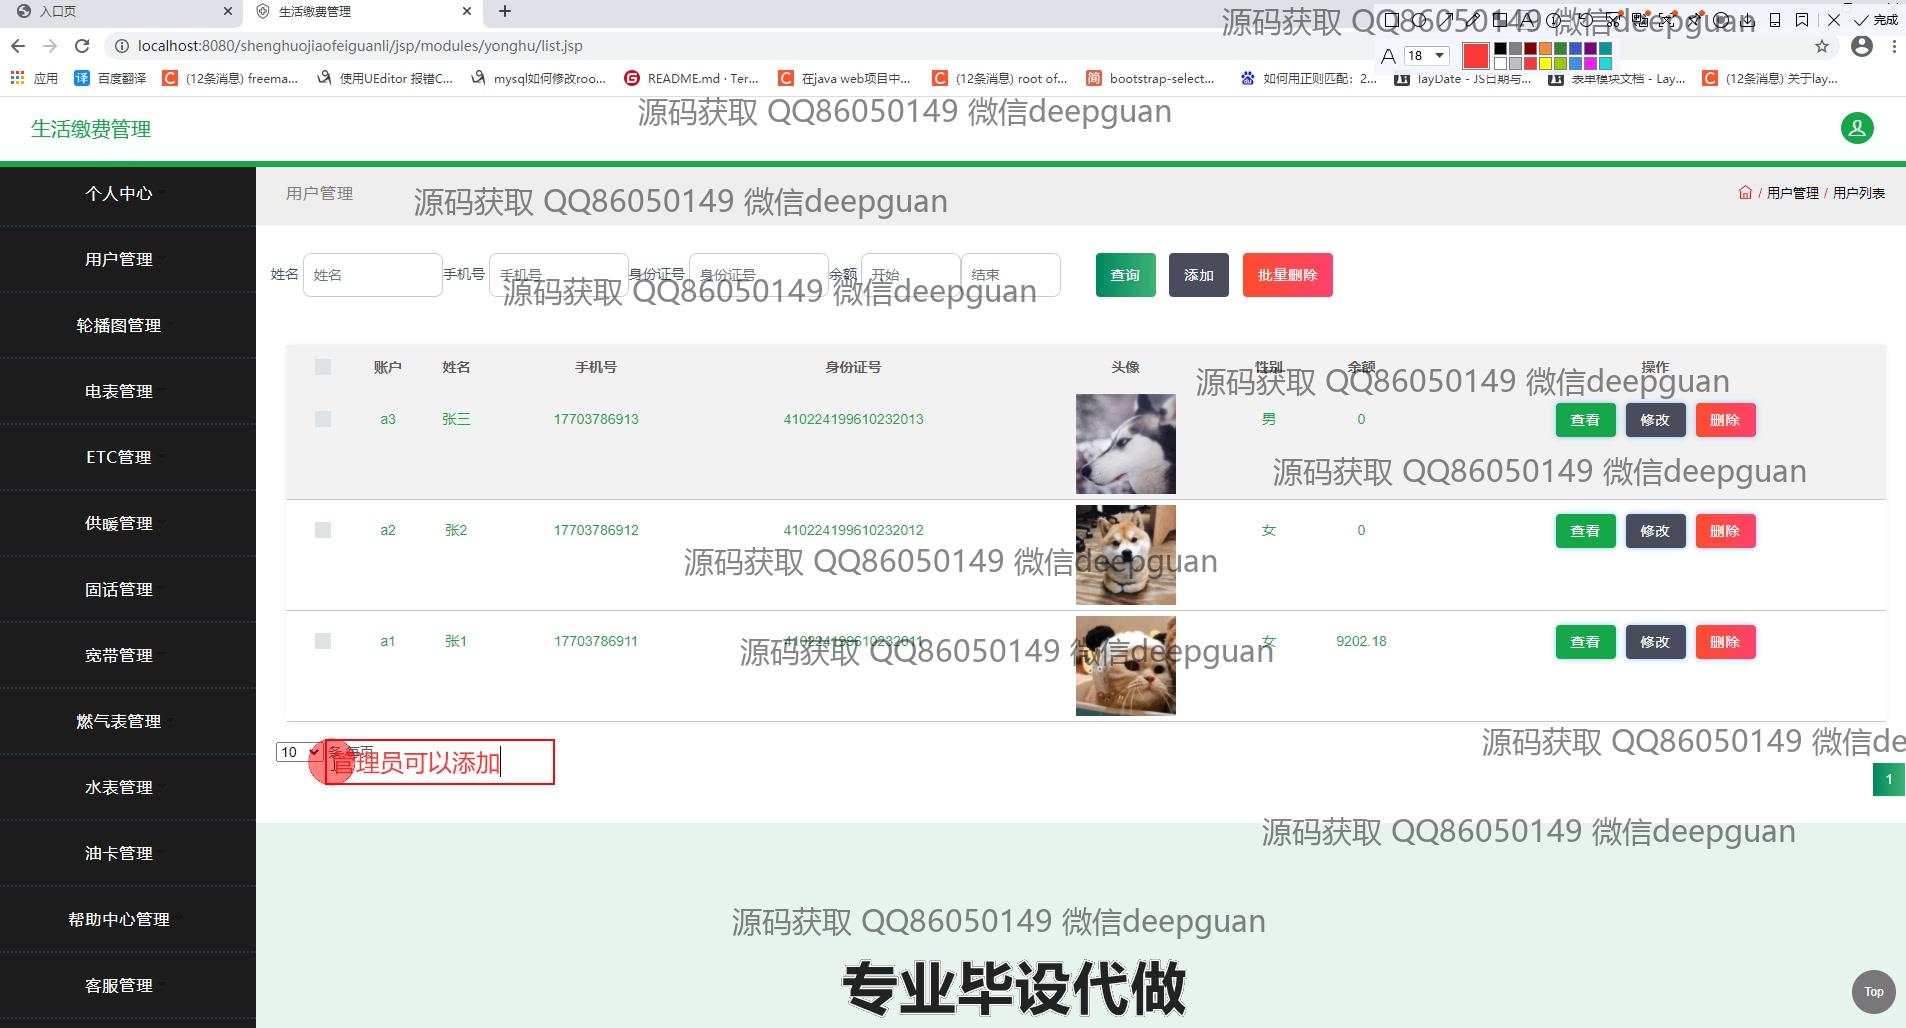 入口页
生活缴费管理
localhost:8080/shenghuojiaofeiguanli/jsp/modules/yonghu/list.jsp
源码获取 QQ86050149 微信deepguan
完成
A
18
应用
百度翻译
(12条消息) freema...
使用UEditor 报错C...
mysql如何修改roo...
README.md · Ter...
在java web项目中...
(12条消息) root of...
bootstrap-select...
如何用正则匹配：2...
layDate - JS日期与...
表单模块文档 - Lay...
(12条消息) 关于lay...
源码获取 QQ86050149 微信deepguan
生活缴费管理
个人中心
用户管理
轮播图管理
电表管理
ETC管理
供暖管理
固话管理
宽带管理
燃气表管理
水表管理
油卡管理
帮助中心管理
客服管理
用户管理
源码获取 QQ86050149 微信deepguan
/ 用户管理 / 用户列表
姓名 姓名 手机号 手机号 身份证号 身份证号 余额 开始 结束 查询 添加 批量删除
源码获取 QQ86050149 微信deepguan
账户 姓名 手机号 身份证号 头像 性别 余额 操作
源码获取 QQ86050149 微信deepguan
a3 张三 17703786913 410224199610232013 男 0 查看 修改 删除
源码获取 QQ86050149 微信deepguan
a2 张2 17703786912 410224199610232012 女 0 查看 修改 删除
源码获取 QQ86050149 微信deepguan
a1 张1 17703786911 410224199610232011 女 9202.18 查看 修改 删除
源码获取 QQ86050149 微信deepguan
10 条 每页
管理员可以添加
源码获取 QQ86050149 微信de
1
源码获取 QQ86050149 微信deepguan
源码获取 QQ86050149 微信deepguan
专业毕设代做
Top